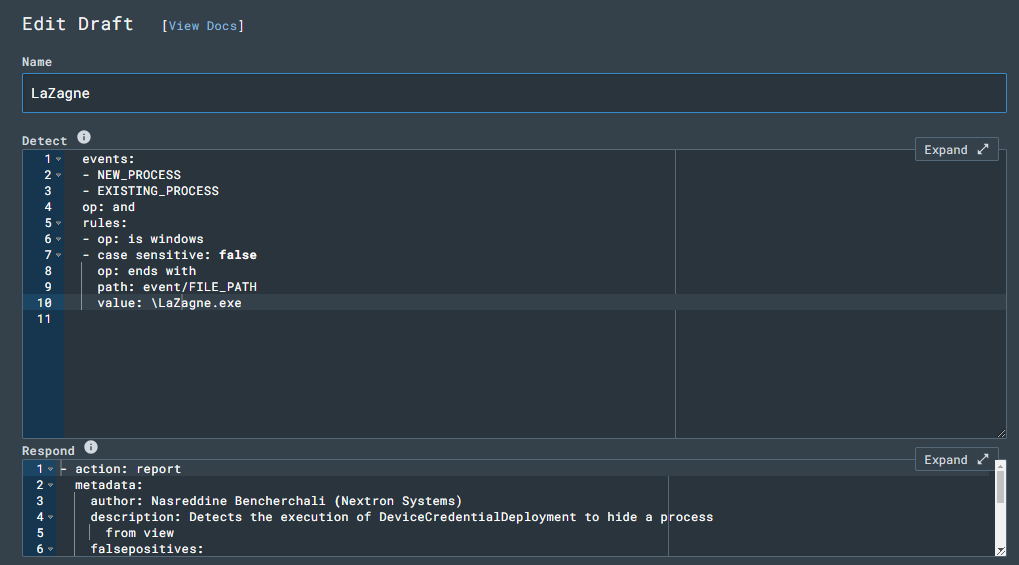 Edit Draft [View Docs]
Name
LaZagne
Detect
Expand
1 events:
2 - NEW_PROCESS
3 - EXISTING_PROCESS
4 op: and
5 rules:
6 - op: is windows
7 - case sensitive: false
8 op: ends with
9 path: event/FILE_PATH
10 value: \LaZagne.exe
11
Respond
Expand
1 - action: report
2 metadata:
3 author: Nasreddine Bencherchali (Nextron Systems)
4 description: Detects the execution of DeviceCredentialDeployment to hide a process
5 from view
6 falsepositives: